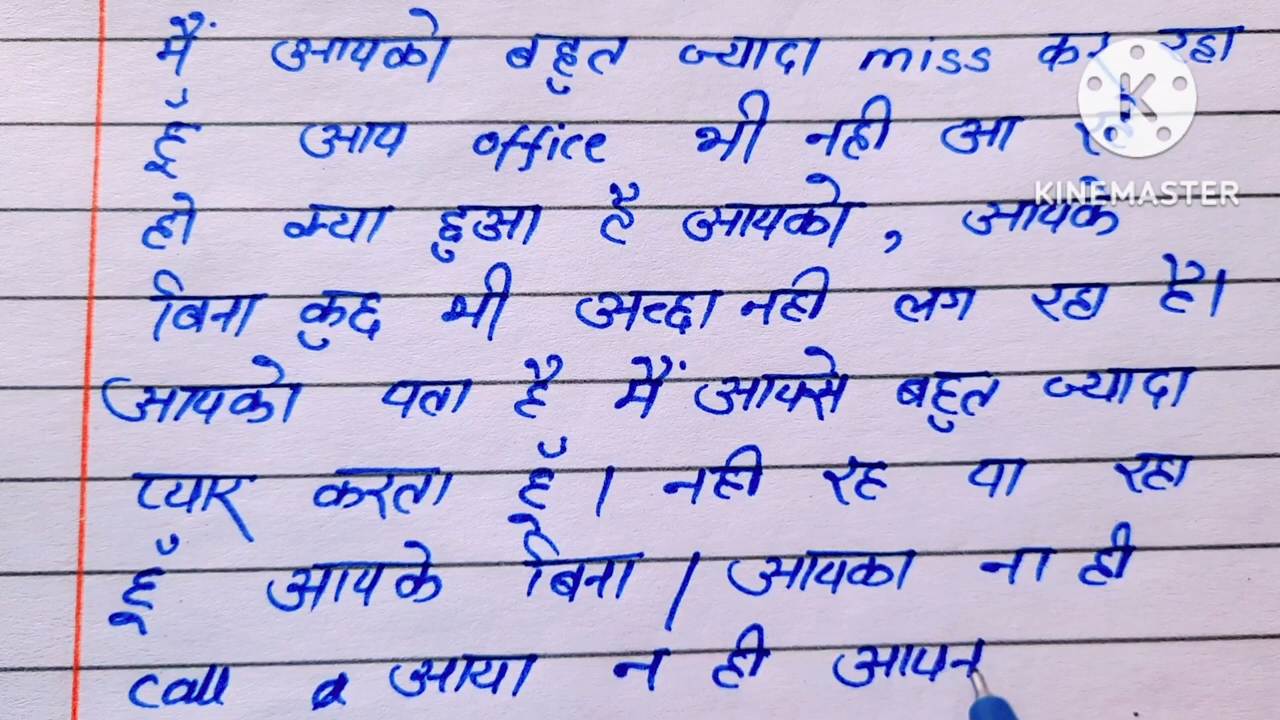 मैं आपको बहुत ज्यादा miss कर रहा
हूँ आप office भी नही आ
हो क्या हुआ है आपको, आपके
KINEMASTER
बिना कुछ भी अच्छा नही लग रहा है।
आपको पता है मैं आपसे बहुत ज्यादा
प्यार करता हूँ। नही रह पा रहा
हूँ आपके बिना। आपका ना ही
call आया न ही आपन